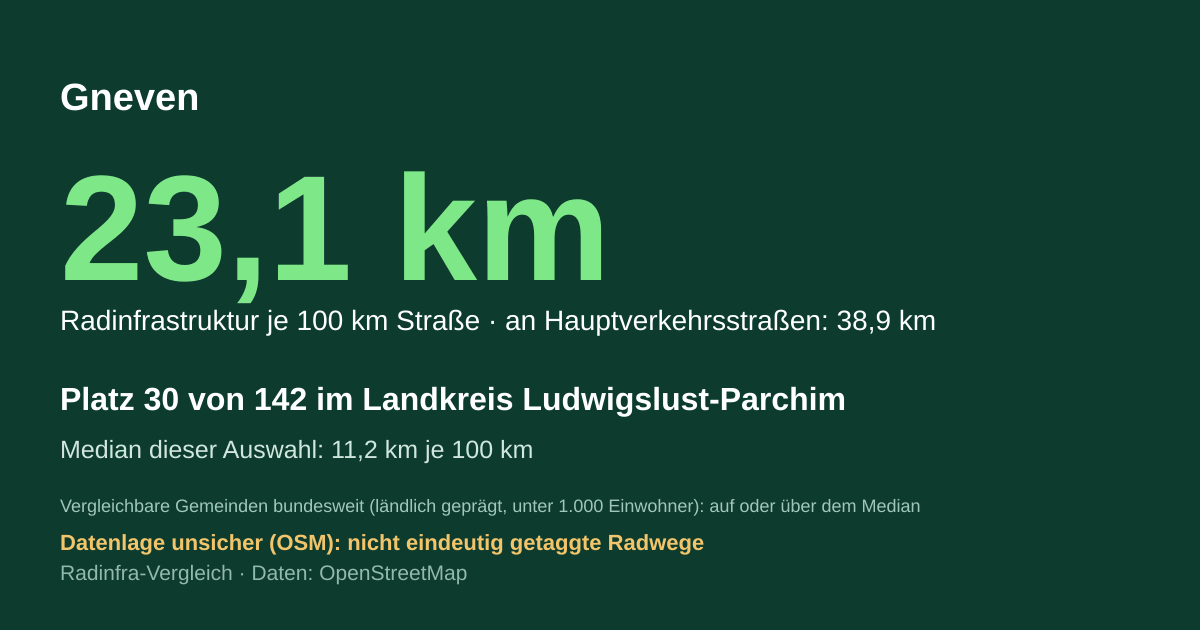 Gneven
23,1 km
Radinfrastruktur je 100 km Straße · an Hauptverkehrsstraßen: 38,9 km
Platz 30 von 142 im Landkreis Ludwigslust-Parchim
Median dieser Auswahl: 11,2 km je 100 km
Vergleichbare Gemeinden bundesweit (ländlich geprägt, unter 1.000 Einwohner): auf oder über dem Median
Datenlage unsicher (OSM): nicht eindeutig getaggte Radwege
Radinfra-Vergleich · Daten: OpenStreetMap